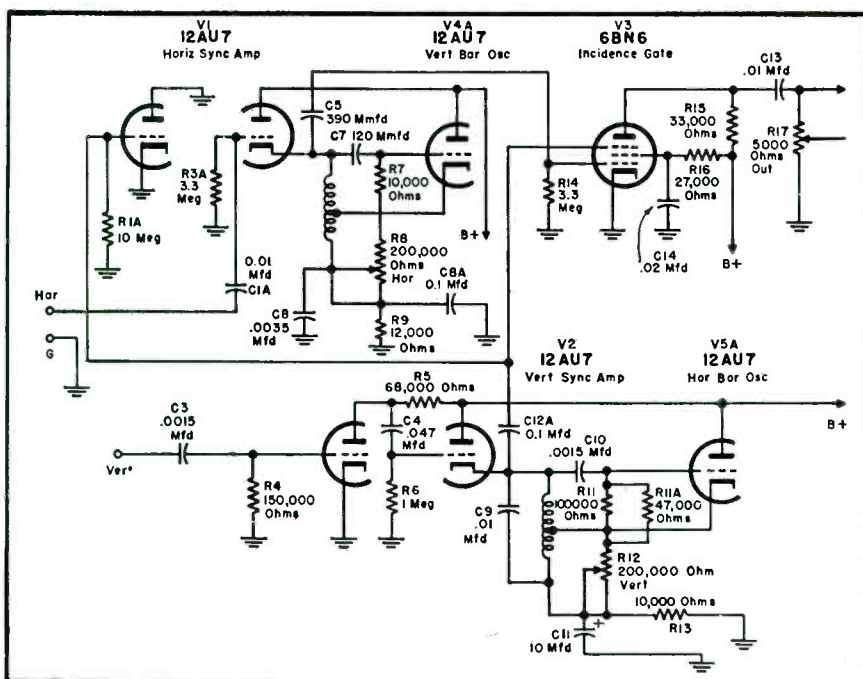 V1
12AU7
Horiz Sync Amp
V4A
12AU7
Vert Bar Osc
V3
6BN6
Incidence Gate
C13
.01 Mfd
C5
390 Mmfd
C7 120 Mmfd
R15
33,000
Ohms
R17
5000
Ohms
Out
R3A
3.3
Meg
R7
10,000
Ohms
R14
3.3
Meg
R16
27,000
Ohms
R1A
10 Meg
R8
200,000
Ohms
Hor
B+
C14
.02 Mfd
B+
0.01
Mfd
C1A
C8A
0.1 Mfd
Hor
G
C8
.0035
Mfd
R9
12,000
Ohms
V2
12AU7
Vert Sync Amp
V5A
12AU7
Hor Bar Osc
R5
68,000 Ohms
B+
C3
.0015
Mfd
C4
.047
Mfd
C12A
0.1 Mfd
C10
.0015 Mfd
Vert
R4
150,000
Ohms
R6
1 Meg
C9
.01
Mfd
R11
100000
Ohms
R11A
47,000
Ohms
R12
200,000 Ohm
Vert
10,000 Ohms
R13
+
C11
10 Mfd